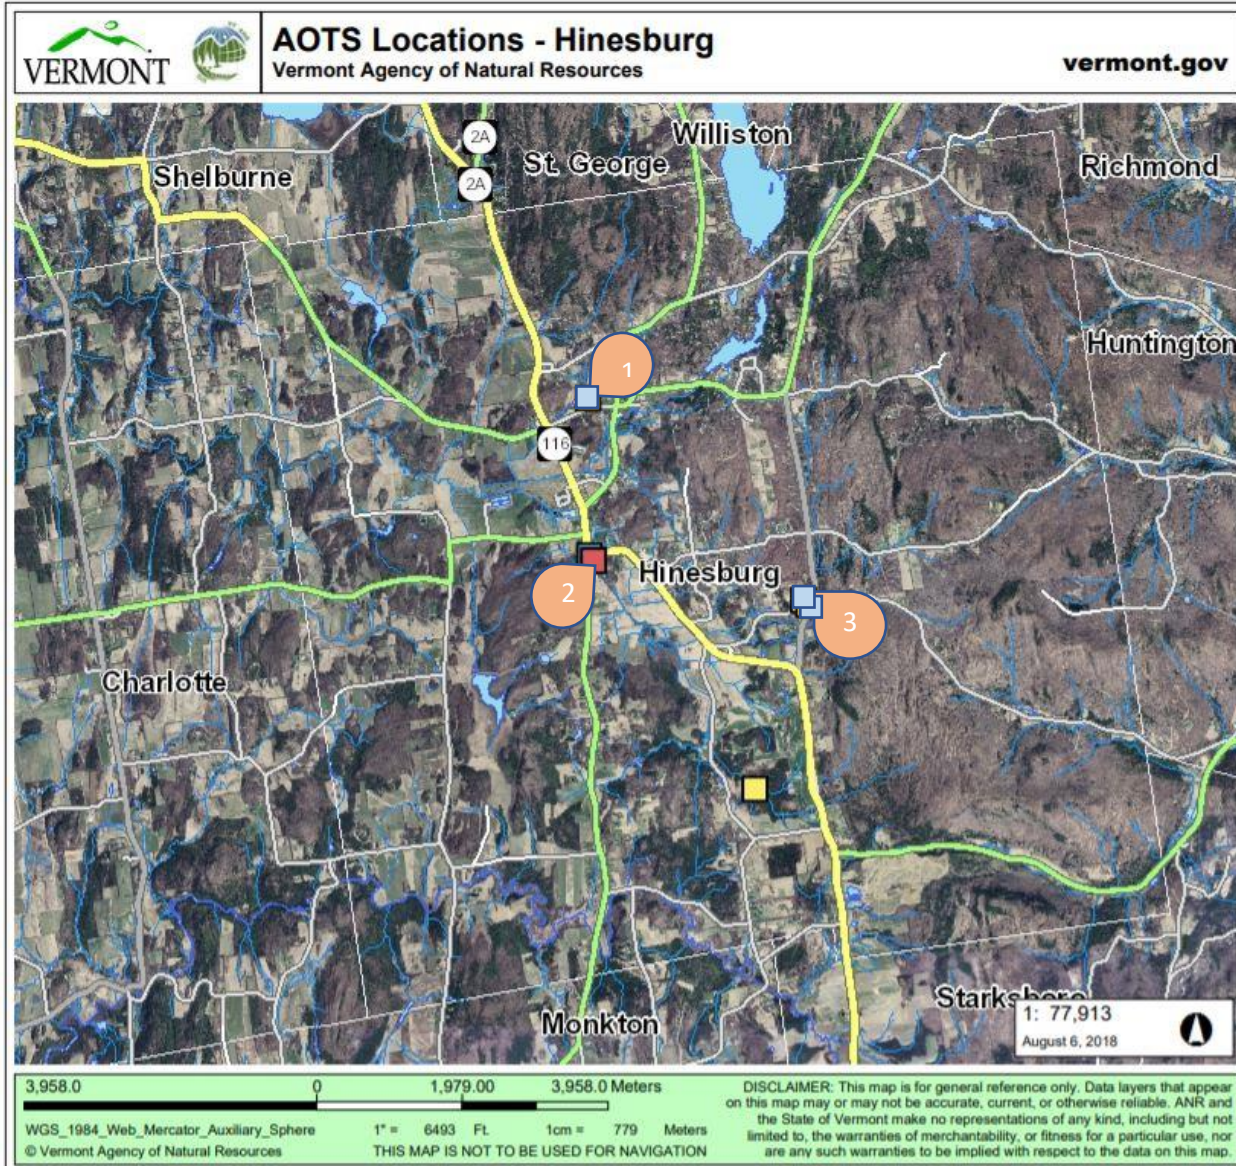 VERMONT
AOTS Locations - Hinesburg
Vermont Agency of Natural Resources
vermont.gov
2A
Williston
St. George
Richmond
Shelburne
2A
Huntington
1
116
Hinesburg
2
3
Charlotte
Starksboro
Monkton
1: 77,913
August 6, 2018
3,958.0 0 1,979.00 3,958.0 Meters
WGS_1984_Web_Mercator_Auxiliary_Sphere
© Vermont Agency of Natural Resources
1" = 6493 Ft. 1cm = 779 Meters
THIS MAP IS NOT TO BE USED FOR NAVIGATION
DISCLAIMER: This map is for general reference only. Data layers that appear
on this map may or may not be accurate, current, or otherwise reliable. ANR and
the State of Vermont make no representations of any kind, including but not
limited to, the warranties of merchantability, or fitness for a particular use, nor
are any such warranties to be implied with respect to the data on this map.